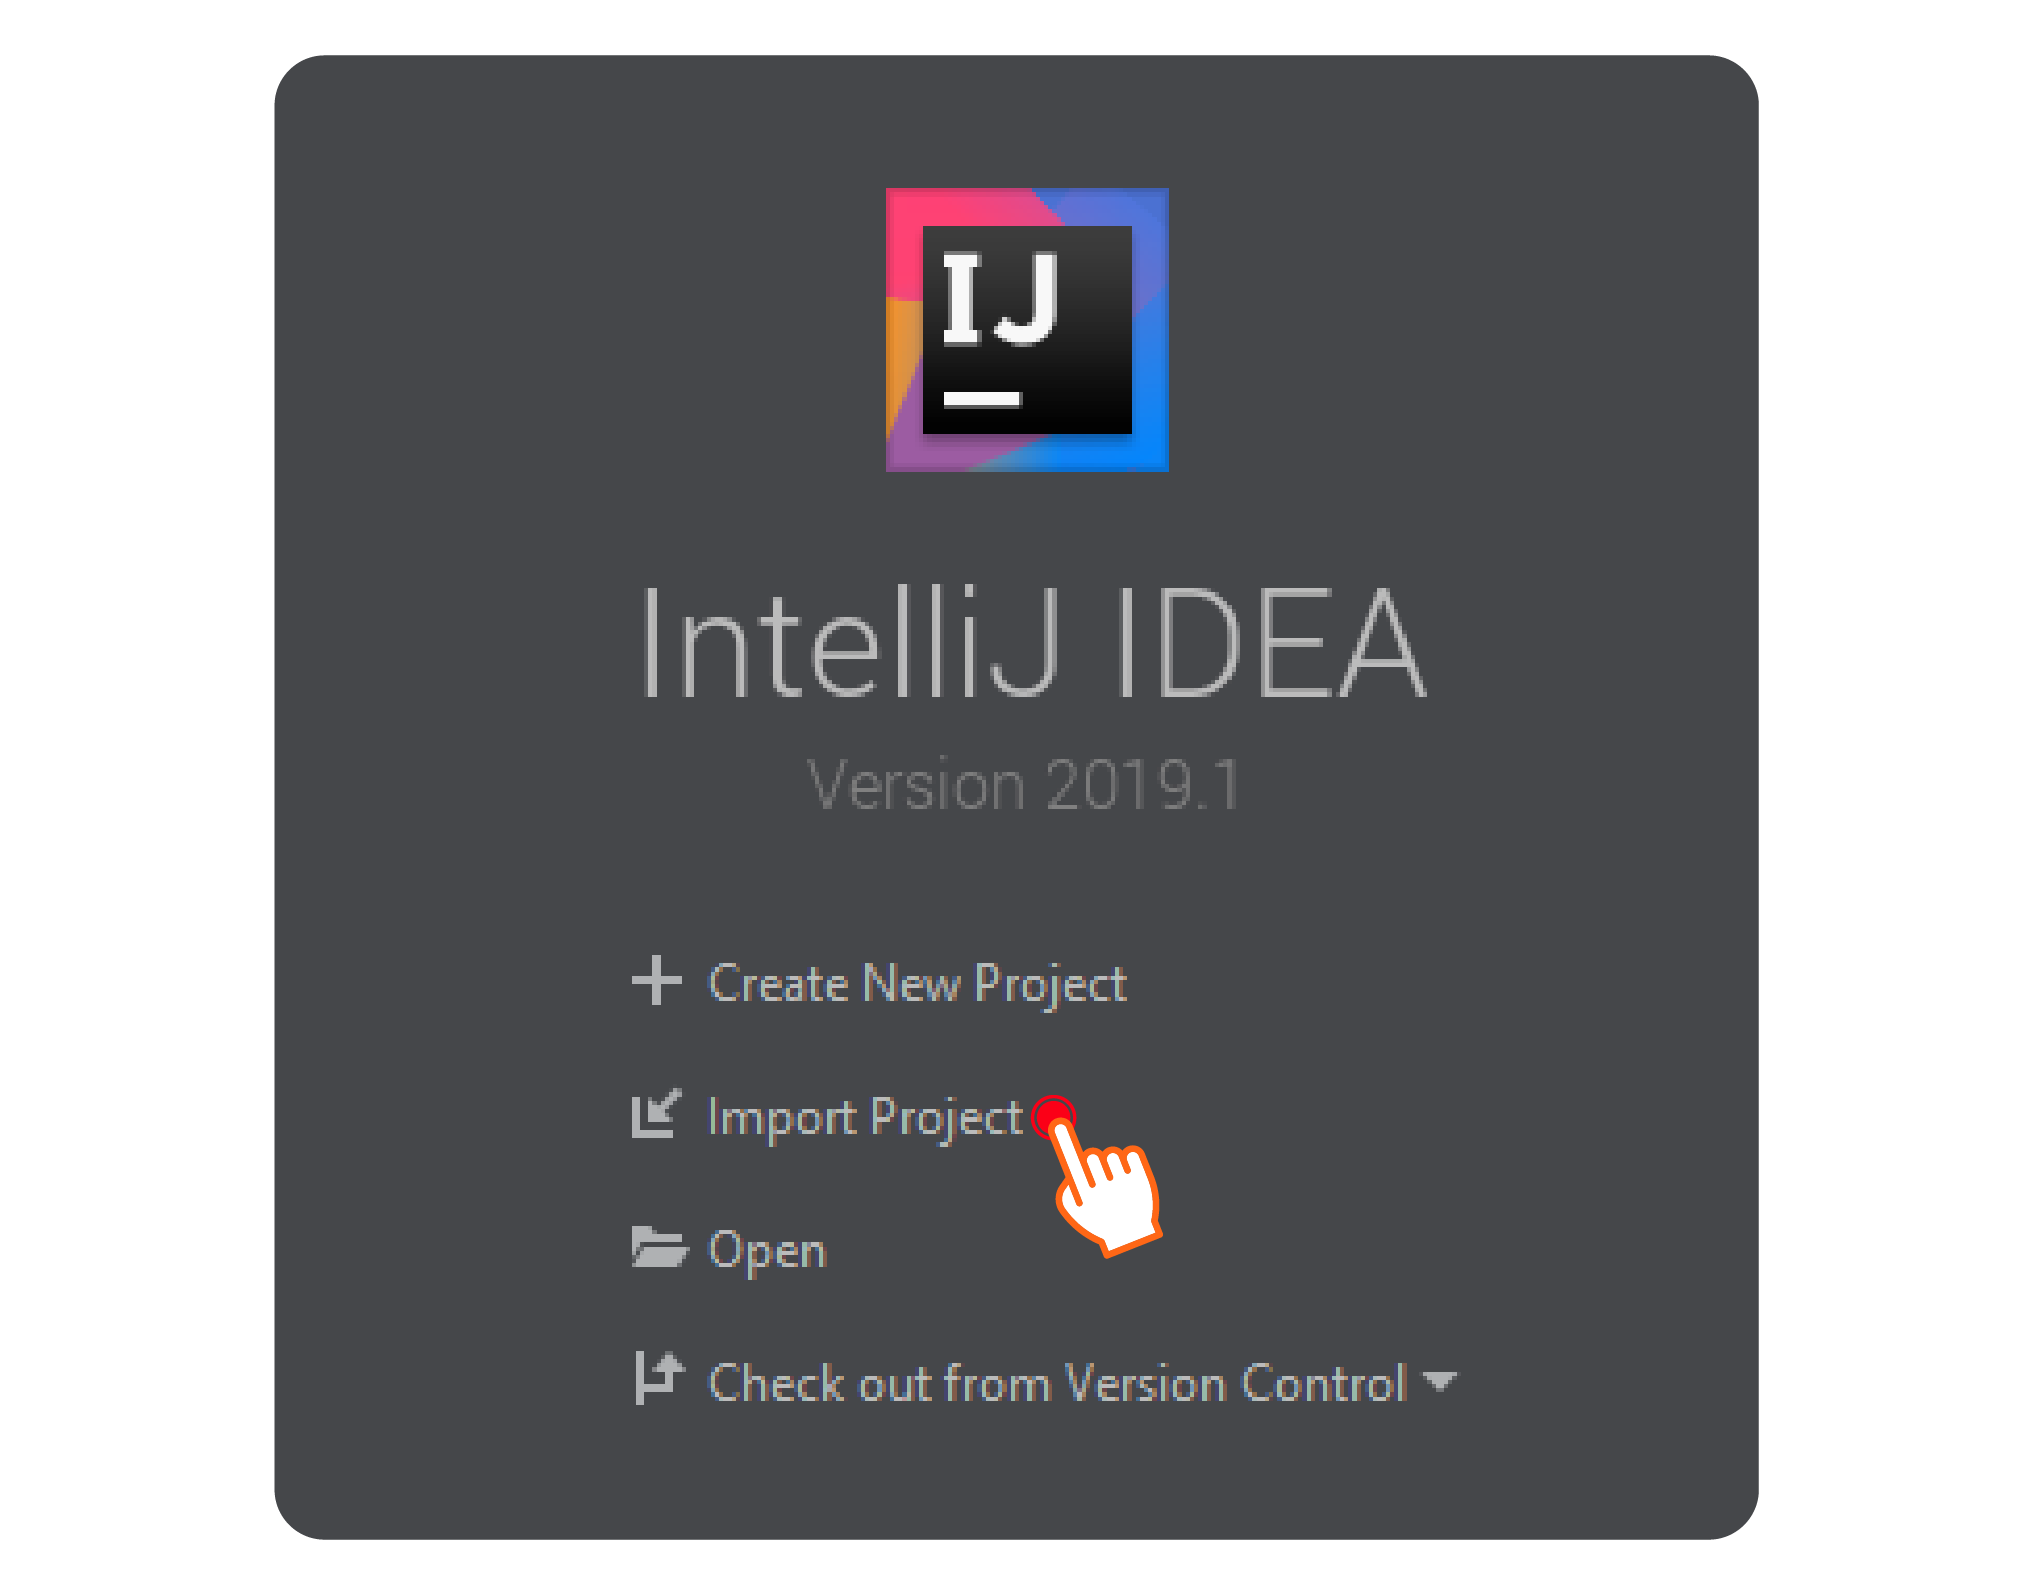 IJ
IntelliJ IDEA
Version 2019.1
Create New Project
Import Project
Open
Check out from Version Control